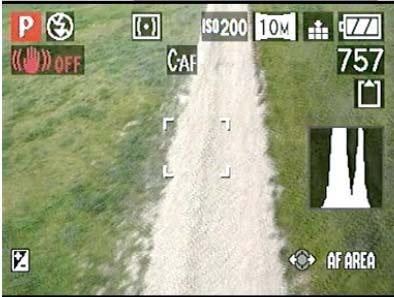 P ISO200 10M
OFF C-AF 757
AF AREA